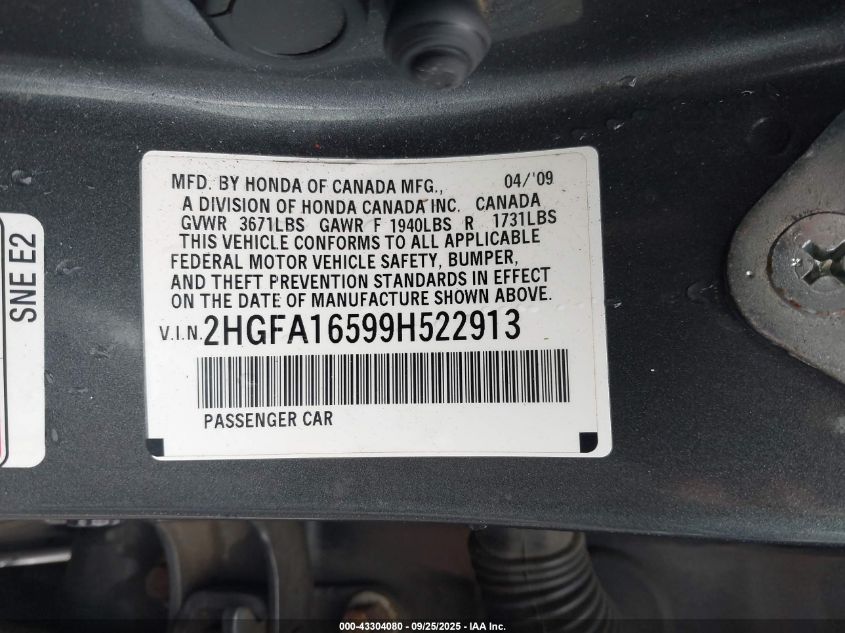 MFD. BY HONDA OF CANADA MFG., 04/'09
A DIVISION OF HONDA CANADA INC. CANADA
GVWR 3671LBS GAWR F 1940LBS R 1731LBS
THIS VEHICLE CONFORMS TO ALL APPLICABLE
FEDERAL MOTOR VEHICLE SAFETY, BUMPER,
AND THEFT PREVENTION STANDARDS IN EFFECT
ON THE DATE OF MANUFACTURE SHOWN ABOVE.
V.I.N. 2HGFA16599H522913
PASSENGER CAR
SNE E2
000-43304080 - 09/25/2025 - IAA Inc.